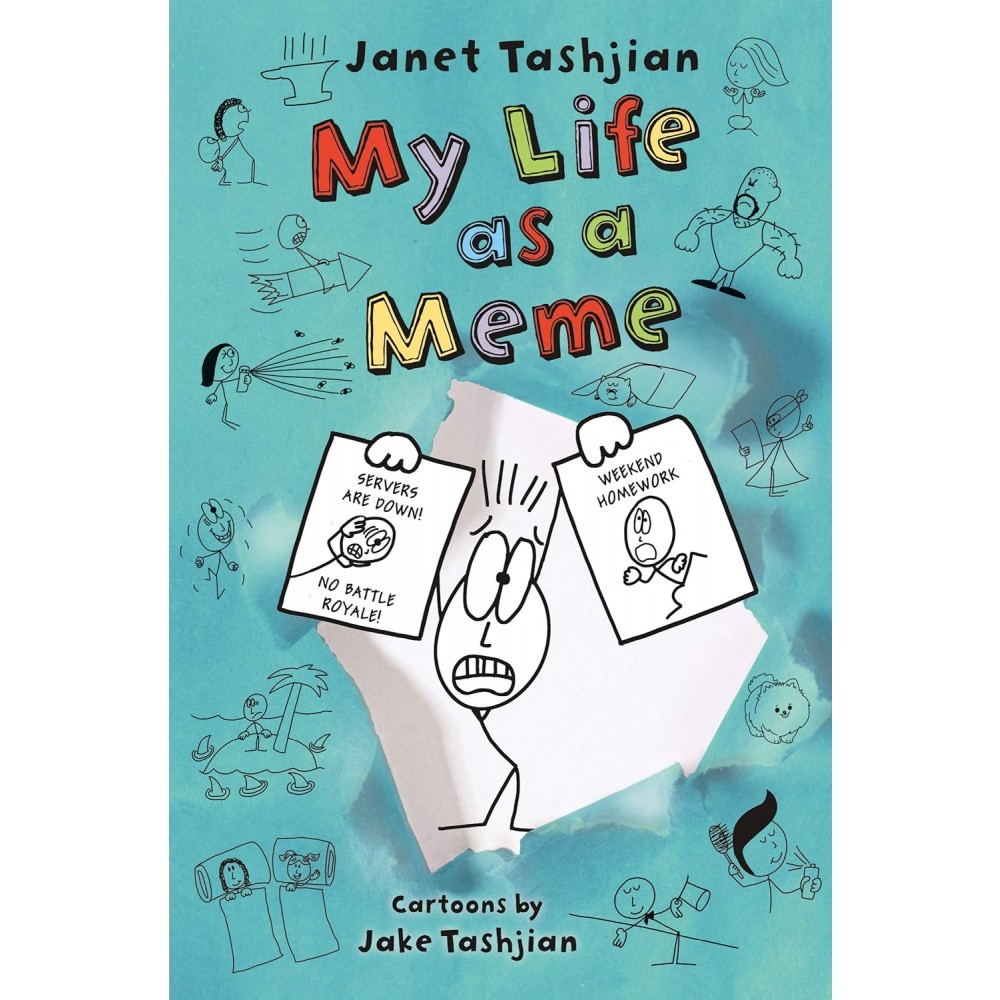 Janet Tashjian
My Life
as a
Meme
SERVERS
ARE DOWN!
NO BATTLE
ROYALE!
WEEKEND
HOMEWORK
Cartoons by
Jake Tashjian